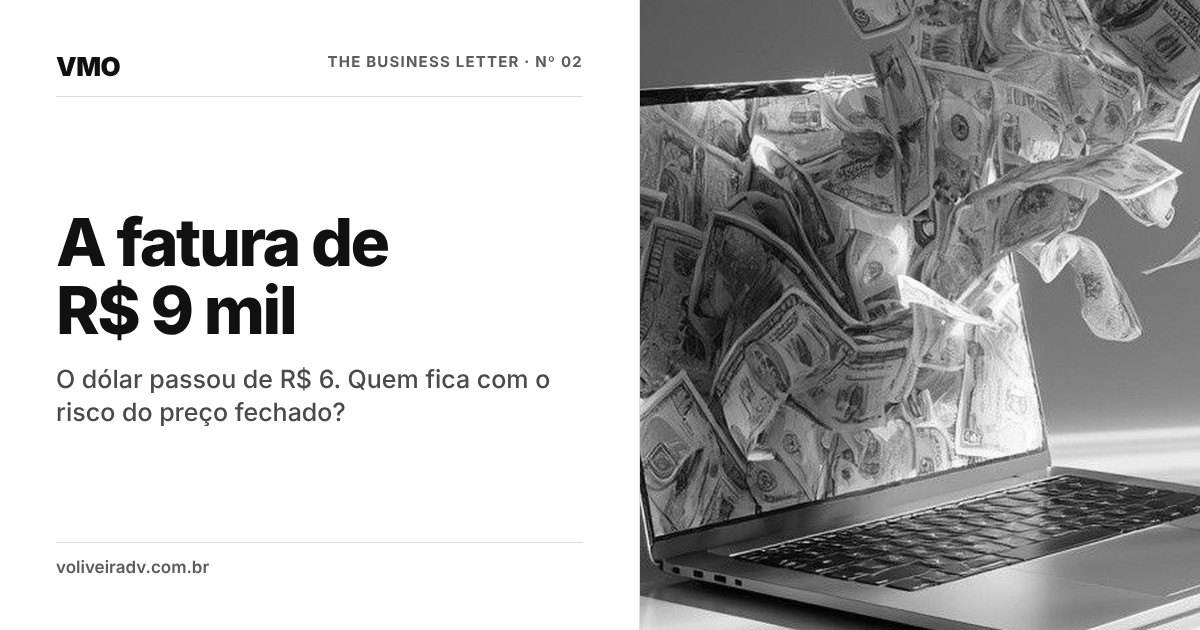 VMO
THE BUSINESS LETTER · Nº 02
A fatura de
R$ 9 mil
O dólar passou de R$ 6. Quem fica com o
risco do preço fechado?
voliveiradv.com.br